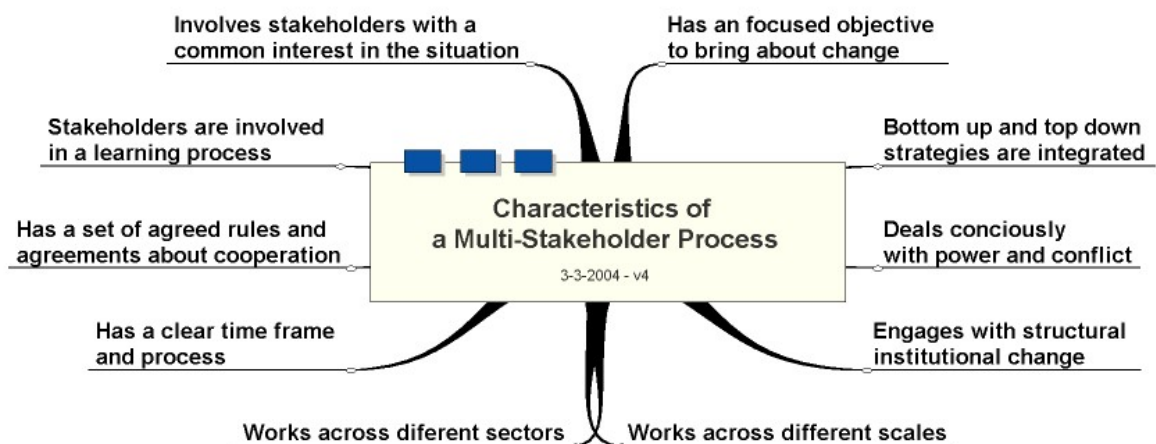 Involves stakeholders with a
common interest in the situation
Has an focused objective
to bring about change
Stakeholders are involved
in a learning process
Bottom up and top down
strategies are integrated
Characteristics of
a Multi-Stakeholder Process
3-3-2004 - v4
Has a set of agreed rules and
agreements about cooperation
Deals conciously
with power and conflict
Has a clear time frame
and process
Engages with structural
institutional change
Works across diferent sectors
Works across different scales